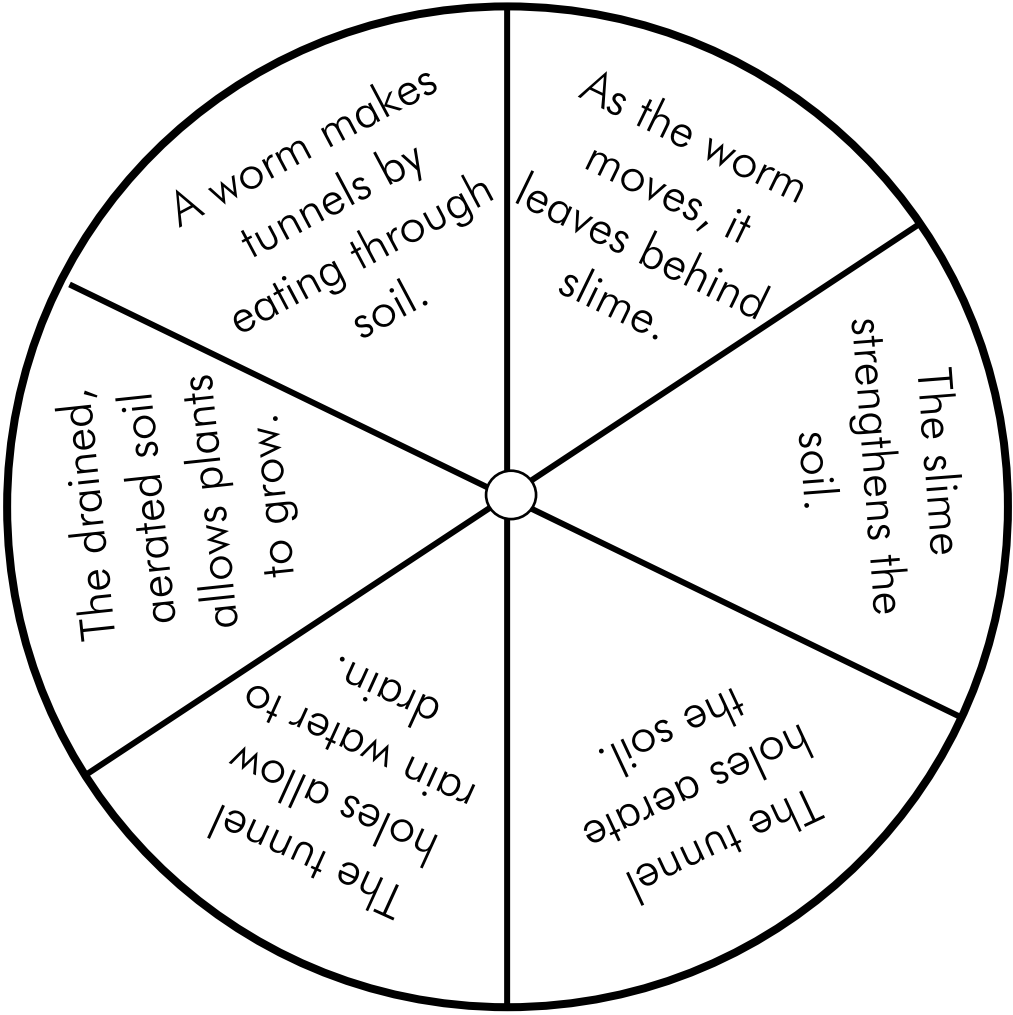 A worm makes
tunnels by
eating through
soil.
As the worm
moves, it
leaves behind
slime.
The slime
strengthens the
soil.
The tunnel
holes aerate
the soil.
The tunnel
holes allow
rain water to
drain.
The drained,
aerated soil
allows plants
to grow.